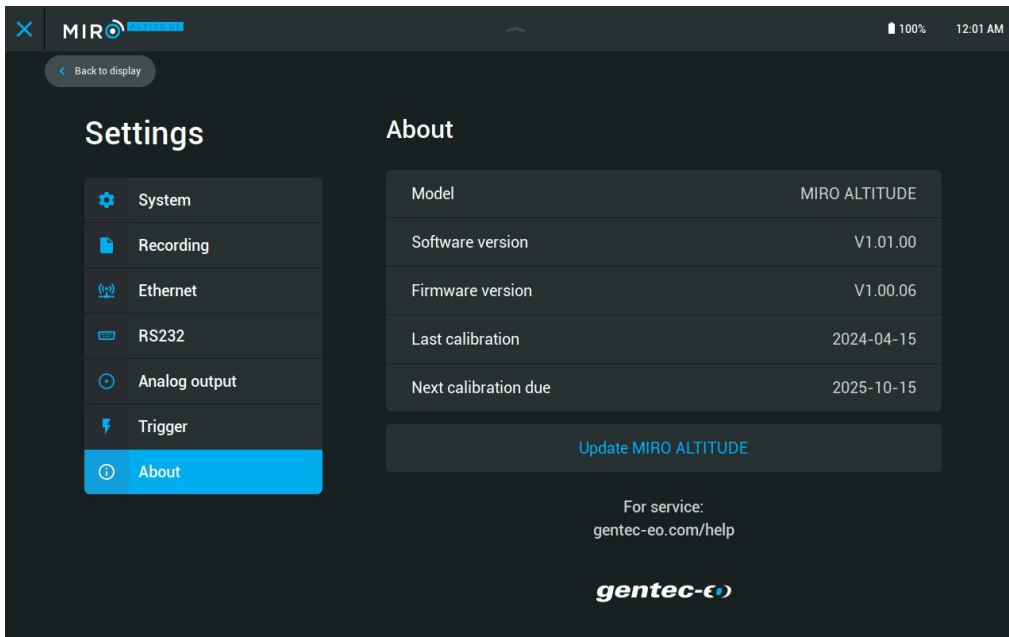 MIRO ALTITUDE
100%
12:01 AM
Back to display
Settings
System
Recording
Ethernet
RS232
Analog output
Trigger
About
About
Model MIRO ALTITUDE
Software version V1.01.00
Firmware version V1.00.06
Last calibration 2024-04-15
Next calibration due 2025-10-15
Update MIRO ALTITUDE
For service:
gentec-eo.com/help
gentec-eo